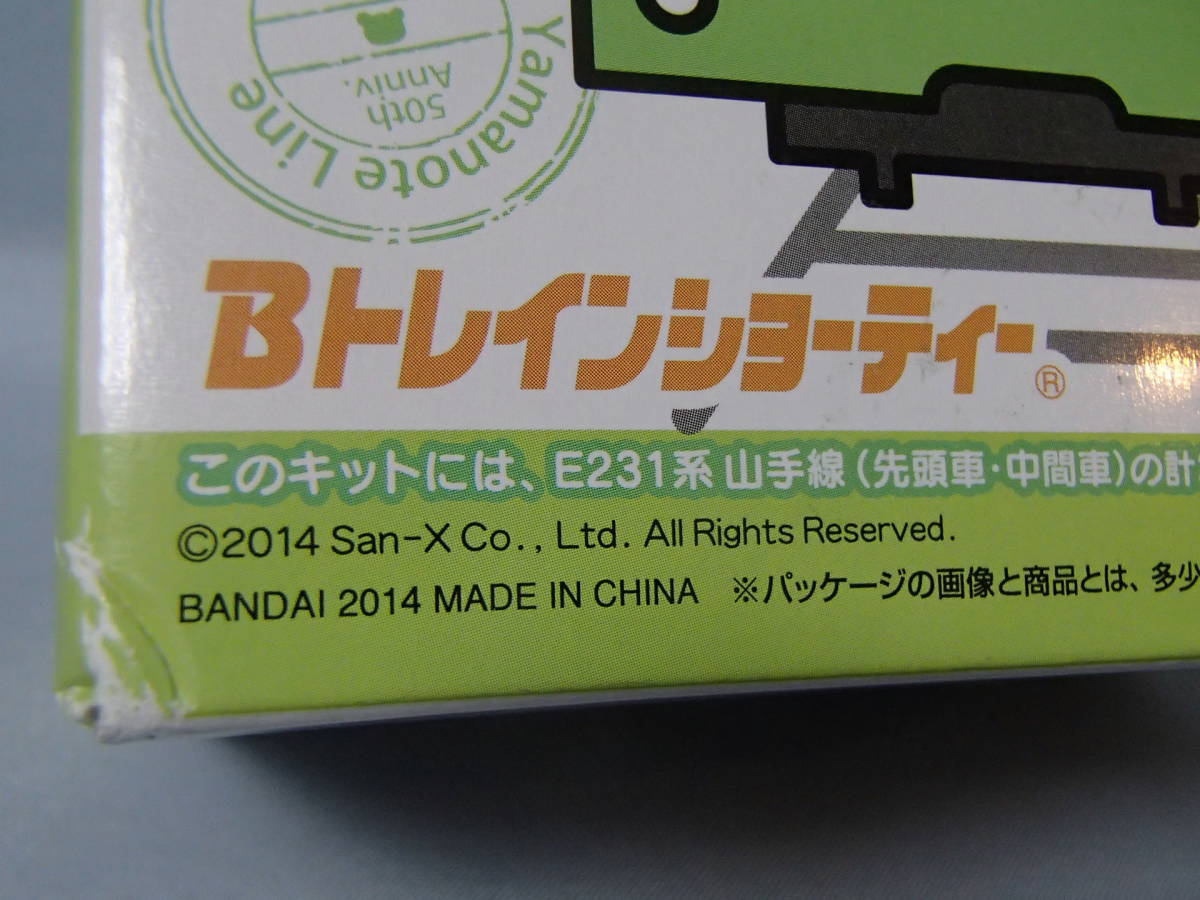 50th
Anniv.
Yamanote Line
Bトレインショーティー®
このキットには、E231系 山手線（先頭車・中間車）の計
©2014 San-X Co., Ltd. All Rights Reserved.
BANDAI 2014 MADE IN CHINA ※パッケージの画像と商品とは、多少